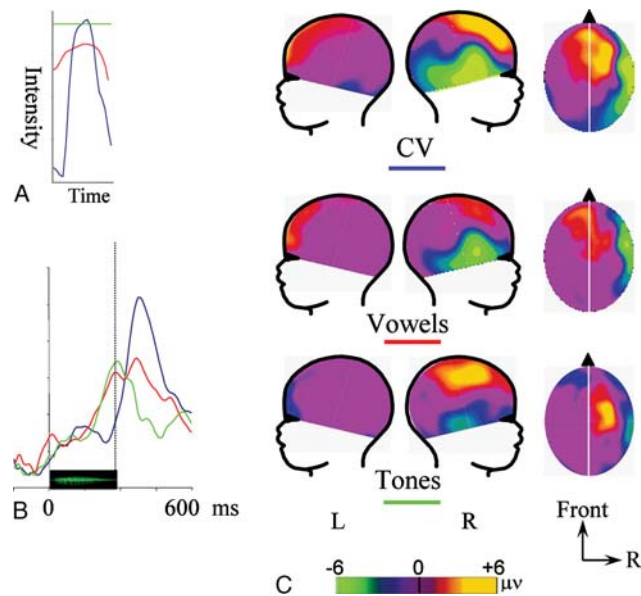 Intensity
A
Time
CV
Vowels
Tones
B
0
600
ms
L
R
Front
R
C
-6
0
+6
μν